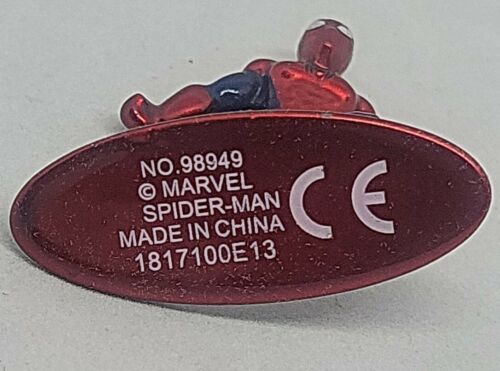 NO.98949
© MARVEL
SPIDER-MAN
MADE IN CHINA
1817100E13
CE